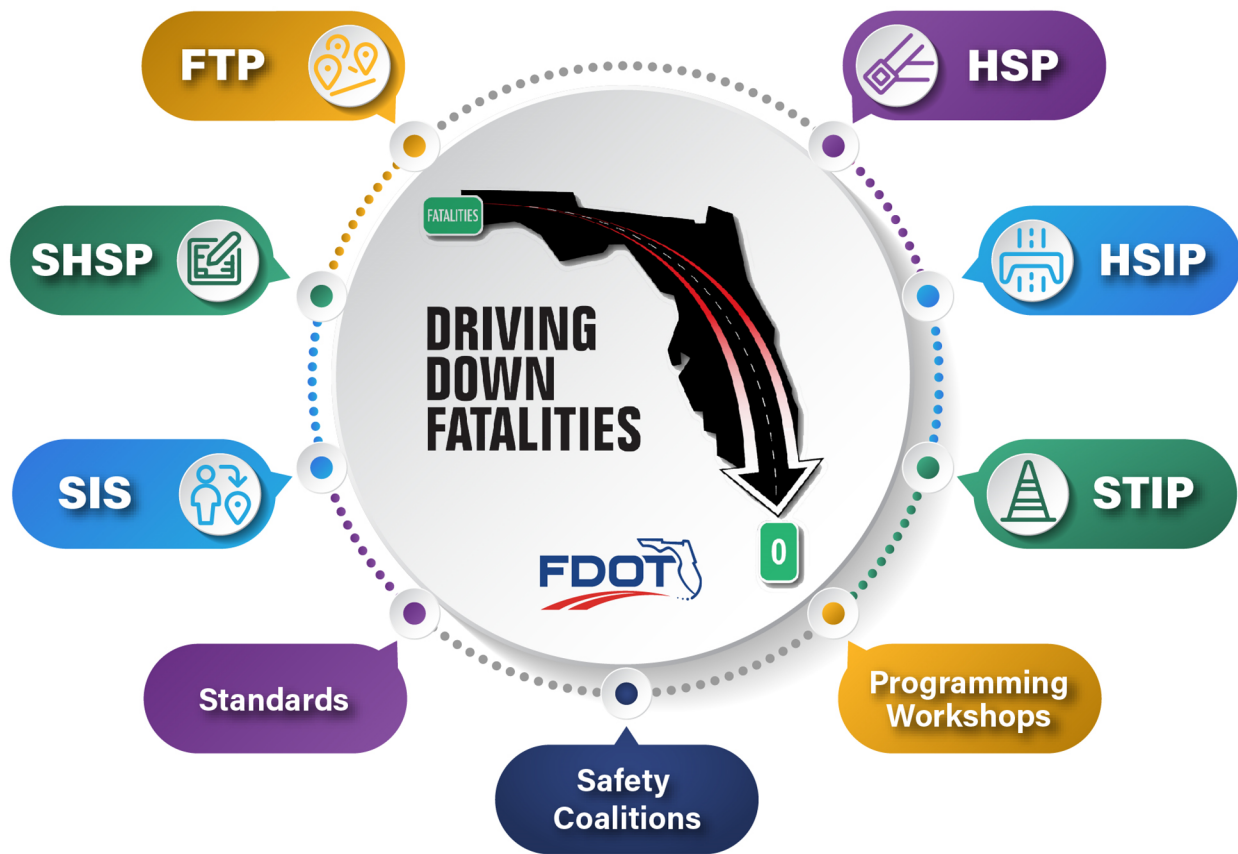 FTP
HSP
SHSP
HSIP
SIS
STIP
FATALITIES
DRIVING
DOWN
FATALITIES
0
FDOT
Standards
Programming
Workshops
Safety
Coalitions